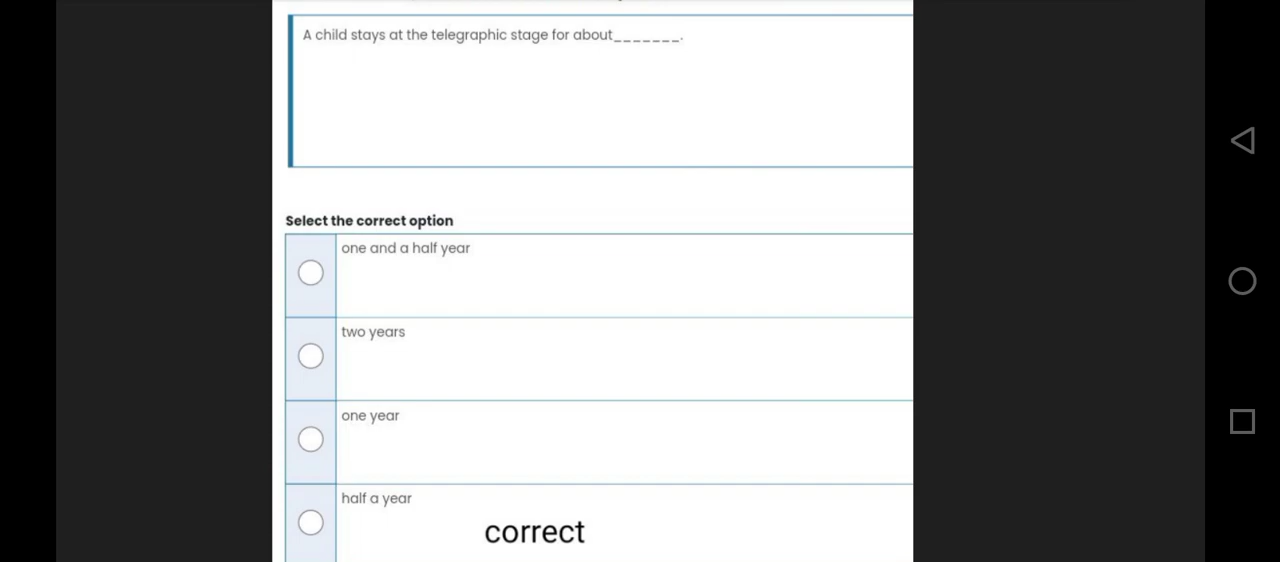 A child stays at the telegraphic stage for about_______.
Select the correct option
one and a half year
two years
one year
half a year
correct